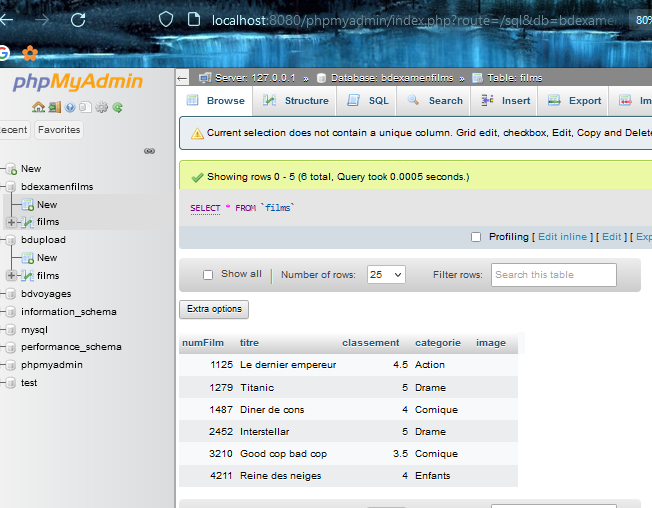 localhost:8080/phpmyadmin/index.php?route=/sql&db=bdexamen
80%
phpMyAdmin
Recent Favorites
New
bdexamenfilms
New
films
bdupload
New
films
bdvoyages
information_schema
mysql
performance_schema
phpmyadmin
test
Server: 127.0.0.1 » Database: bdexamenfilms » Table: films
Browse Structure SQL Search Insert Export Im
Current selection does not contain a unique column. Grid edit, checkbox, Edit, Copy and Delete
Showing rows 0 - 5 (6 total, Query took 0.0005 seconds.)
SELECT * FROM `films`
Profiling [ Edit inline ] [ Edit ] [ Exp
Show all Number of rows: 25 Filter rows: Search this table
Extra options
numFilm titre classement categorie image
1125 Le dernier empereur 4.5 Action
1279 Titanic 5 Drame
1487 Diner de cons 4 Comique
2452 Interstellar 5 Drame
3210 Good cop bad cop 3.5 Comique
4211 Reine des neiges 4 Enfants